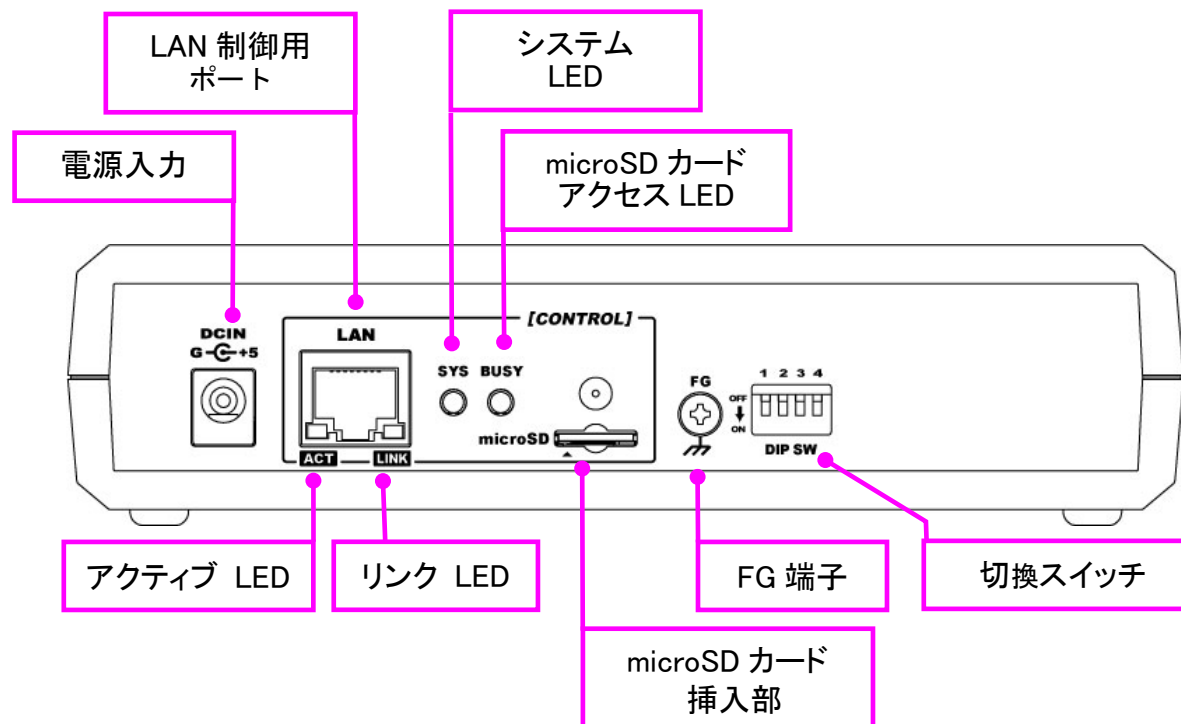 LAN 制御用
ポート
システム
LED
電源入力
microSD カード
アクセス LED
[CONTROL]
DCIN
G +5
LAN
SYS BUSY
microSD
ACT LINK
FG
1 2 3 4
OFF
ON
DIP SW
アクティブ LED
リンク LED
FG 端子
切換スイッチ
microSD カード
挿入部